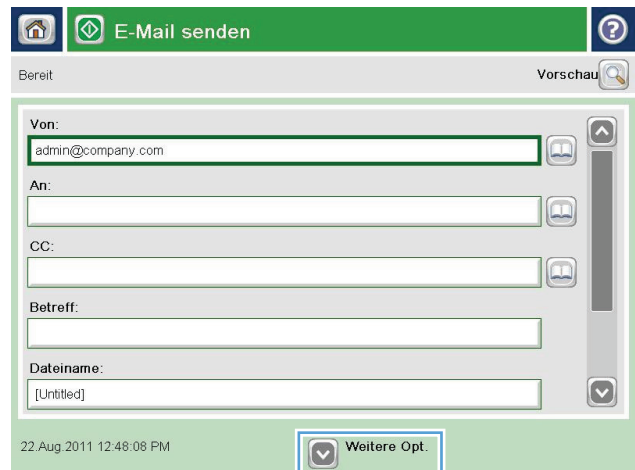 E-Mail senden
Bereit
Vorschau
Von:
admin@company.com
An:
CC:
Betreff:
Dateiname:
[Untitled]
22.Aug.2011 12:48:08 PM
Weitere Opt.